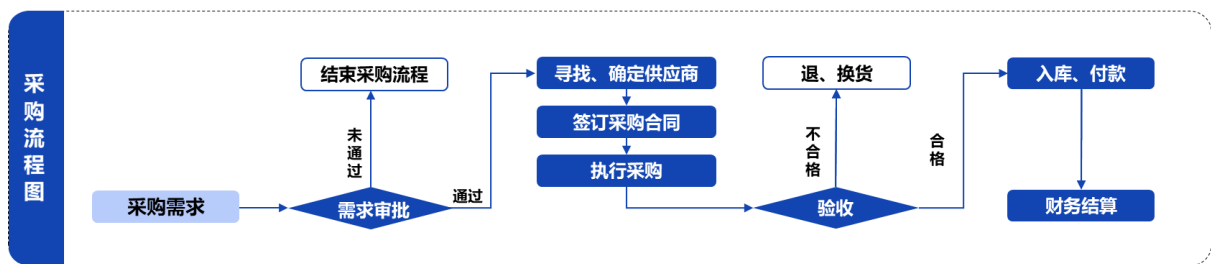 采购流程图
采购需求
需求审批
未通过
结束采购流程
通过
寻找、确定供应商
签订采购合同
执行采购
验收
不合格
退、换货
合格
入库、付款
财务结算